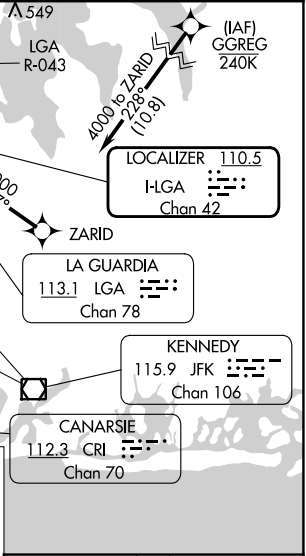 549
LGA
R-043
(IAF)
GGREG
240K
4000 to ZARID
228°
(10.8)
LOCALIZER 110.5
I-LGA
Chan 42
ZARID
LA GUARDIA
113.1 LGA
Chan 78
KENNEDY
115.9 JFK
Chan 106
CANARSIE
112.3 CRI
Chan 70